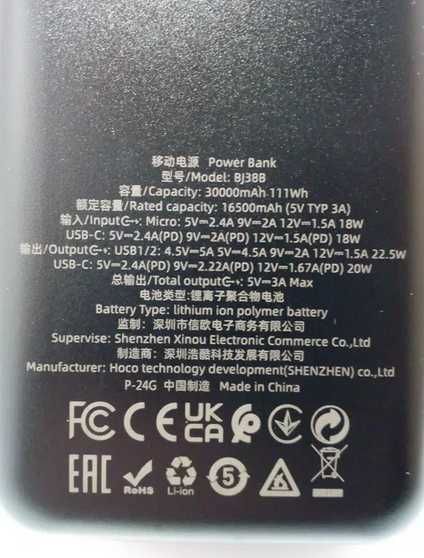 移动电源 Power Bank
型号/Model: BJ38B
容量/Capacity: 30000mAh 111Wh
额定容量/Rated capacity: 16500mAh (5V TYP 3A)
输入/Input: Micro: 5V⎓2.4A 9V⎓2A 12V⎓1.5A 18W
USB-C: 5V⎓2.4A(PD) 9V⎓2A(PD) 12V⎓1.5A(PD) 18W
输出/Output: USB1/2: 4.5V⎓5A 5V⎓4.5A 9V⎓2A 12V⎓1.5A 22.5W
USB-C: 5V⎓2.4A(PD) 9V⎓2.22A(PD) 12V⎓1.67A(PD) 20W
总输出/Total output: 5V⎓3A Max
电池类型:锂离子聚合物电池
Battery Type: lithium ion polymer battery
监制: 深圳市信欧电子商务有限公司
Supervise: Shenzhen Xinou Electronic Commerce Co.,Ltd
制造商: 深圳浩酷科技发展有限公司
Manufacturer: Hoco technology development(SHENZHEN) co.,Ltd
P-24G 中国制造 Made in China
FC CE UK CA
EAC RoHS Li-ion 5